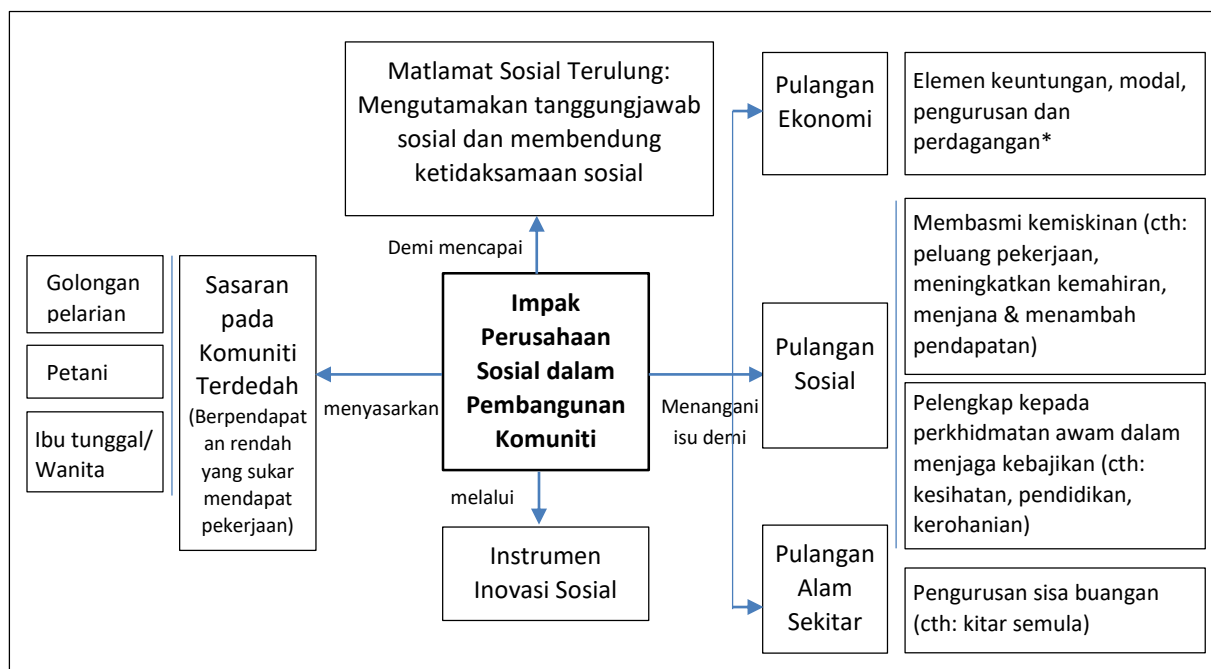 Matlamat Sosial Terulung:
Mengutamakan tanggungjawab
sosial dan membendung
ketidaksamaan sosial
Demi mencapai
Golongan
pelarian
Petani
Ibu tunggal/
Wanita
Sasaran
pada
Komuniti
Terdedah
(Berpendapat
an rendah
yang sukar
mendapat
pekerjaan)
menyasarkan
Impak
Perusahaan
Sosial dalam
Pembangunan
Komuniti
melalui
Instrumen
Inovasi Sosial
Menangani
isu demi
Pulangan
Ekonomi
Elemen keuntungan, modal,
pengurusan dan
perdagangan*
Pulangan
Sosial
Membasmi kemiskinan (cth:
peluang pekerjaan,
meningkatkan kemahiran,
menjana & menambah
pendapatan)
Pelengkap kepada
perkhidmatan awam dalam
menjaga kebajikan (cth:
kesihatan, pendidikan,
kerohanian)
Pulangan
Alam
Sekitar
Pengurusan sisa buangan
(cth: kitar semula)